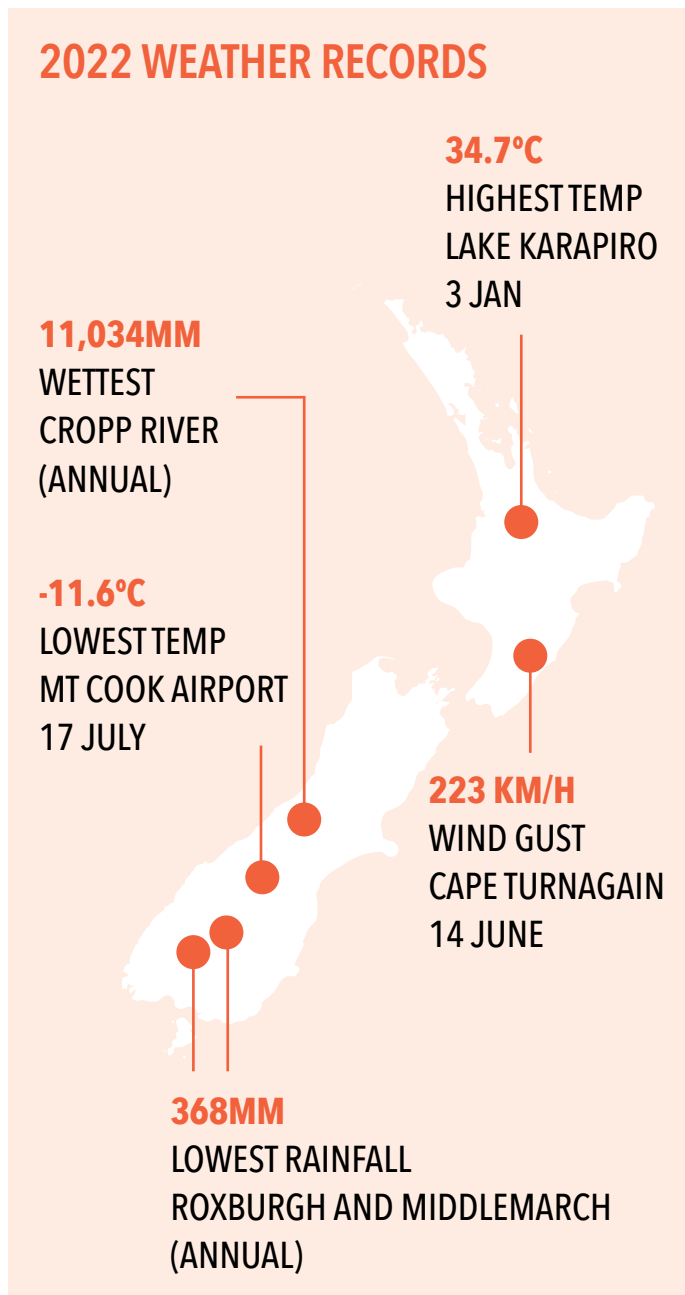 2022 WEATHER RECORDS
34.7ºC
HIGHEST TEMP
LAKE KARAPIRO
3 JAN
11,034MM
WETTEST
CROPP RIVER
(ANNUAL)
-11.6ºC
LOWEST TEMP
MT COOK AIRPORT
17 JULY
223 KM/H
WIND GUST
CAPE TURNAGAIN
14 JUNE
368MM
LOWEST RAINFALL
ROXBURGH AND MIDDLEMARCH
(ANNUAL)